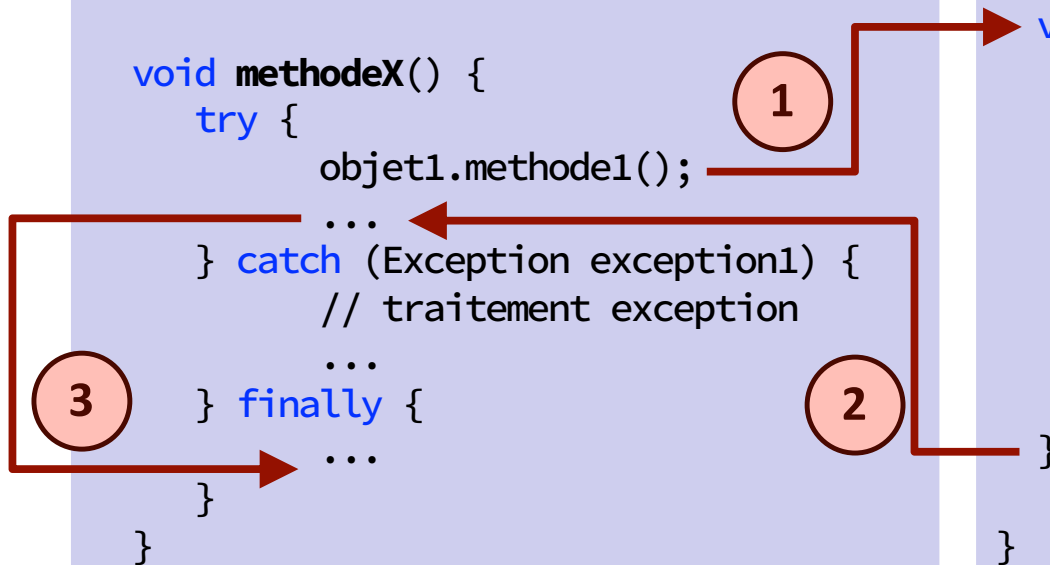 v
void methodeX() {
try {
1
objet1.methode1();
...
} catch (Exception exception1) {
// traitement exception
...
3
} finally {
2
...
}
}
}
}